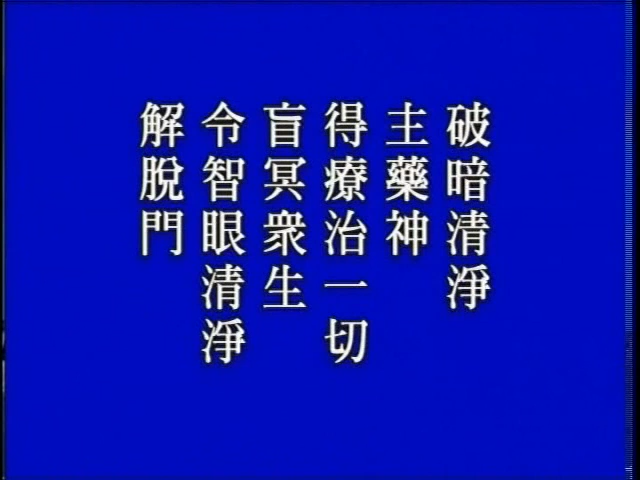 破暗清淨
主藥神
得療治一切
盲冥衆生
令智眼清淨
解脫門